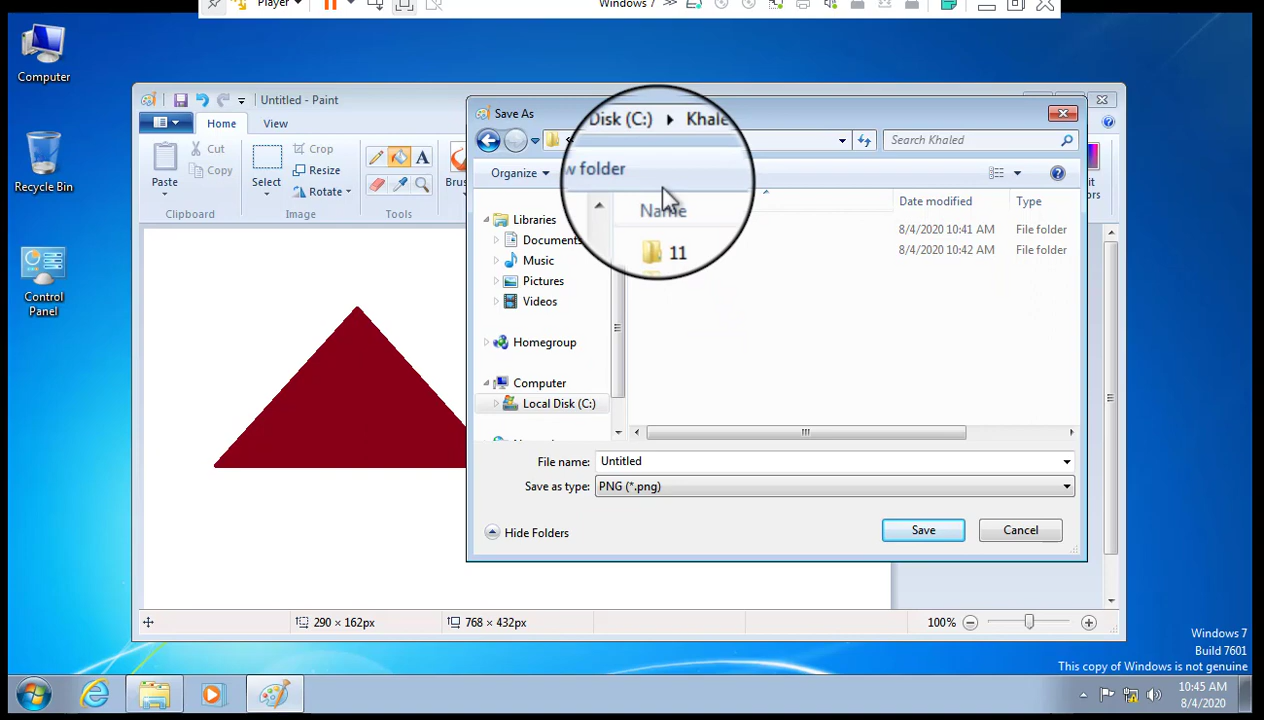 Player
Windows 7
Computer
Recycle Bin
Control
Panel
Untitled - Paint
Home
View
Paste
Cut
Copy
Clipboard
Select
Crop
Resize
Rotate
Image
Tools
Save As
Disk (C:)
Search Khaled
Organize
folder
Name
Date modified
Type
11
8/4/2020 10:41 AM
File folder
8/4/2020 10:42 AM
File folder
Libraries
Documents
Music
Pictures
Videos
Homegroup
Computer
Local Disk (C:)
File name:
Untitled
Save as type:
PNG (*.png)
Hide Folders
Save
Cancel
290 × 162px
768 × 432px
100%
Windows 7
Build 7601
This copy of Windows is not genuine
10:45 AM
8/4/2020